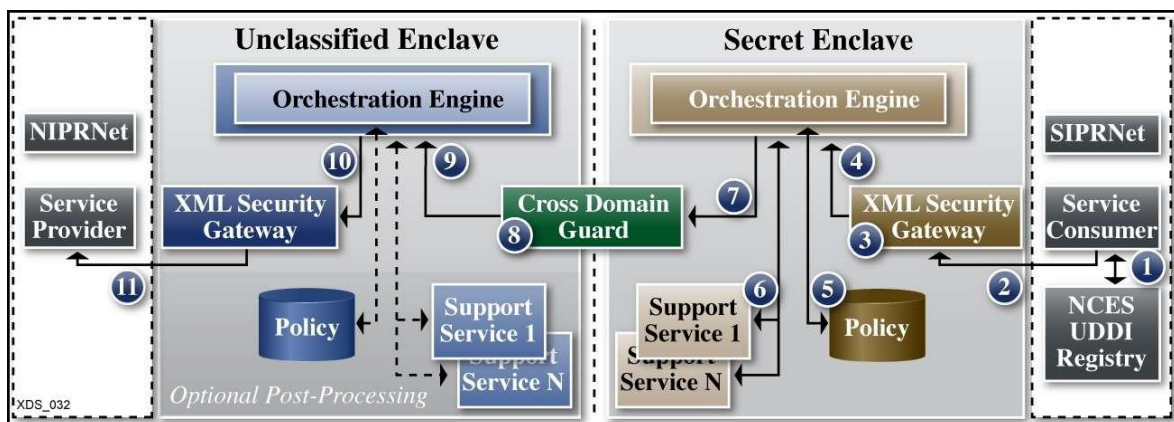 Unclassified Enclave
Secret Enclave
Orchestration Engine
Orchestration Engine
NIPRNet
SIPRNet
10
9
4
7
Service
Provider
XML Security
Gateway
Cross Domain
Guard
8
XML Security
Gateway
3
Service
Consumer
11
2
1
6
5
Policy
Support
Service 1
Support
Service N
Support
Service 1
Support
Service N
Policy
NCES
UDDI
Registry
Optional Post-Processing
XDS_032